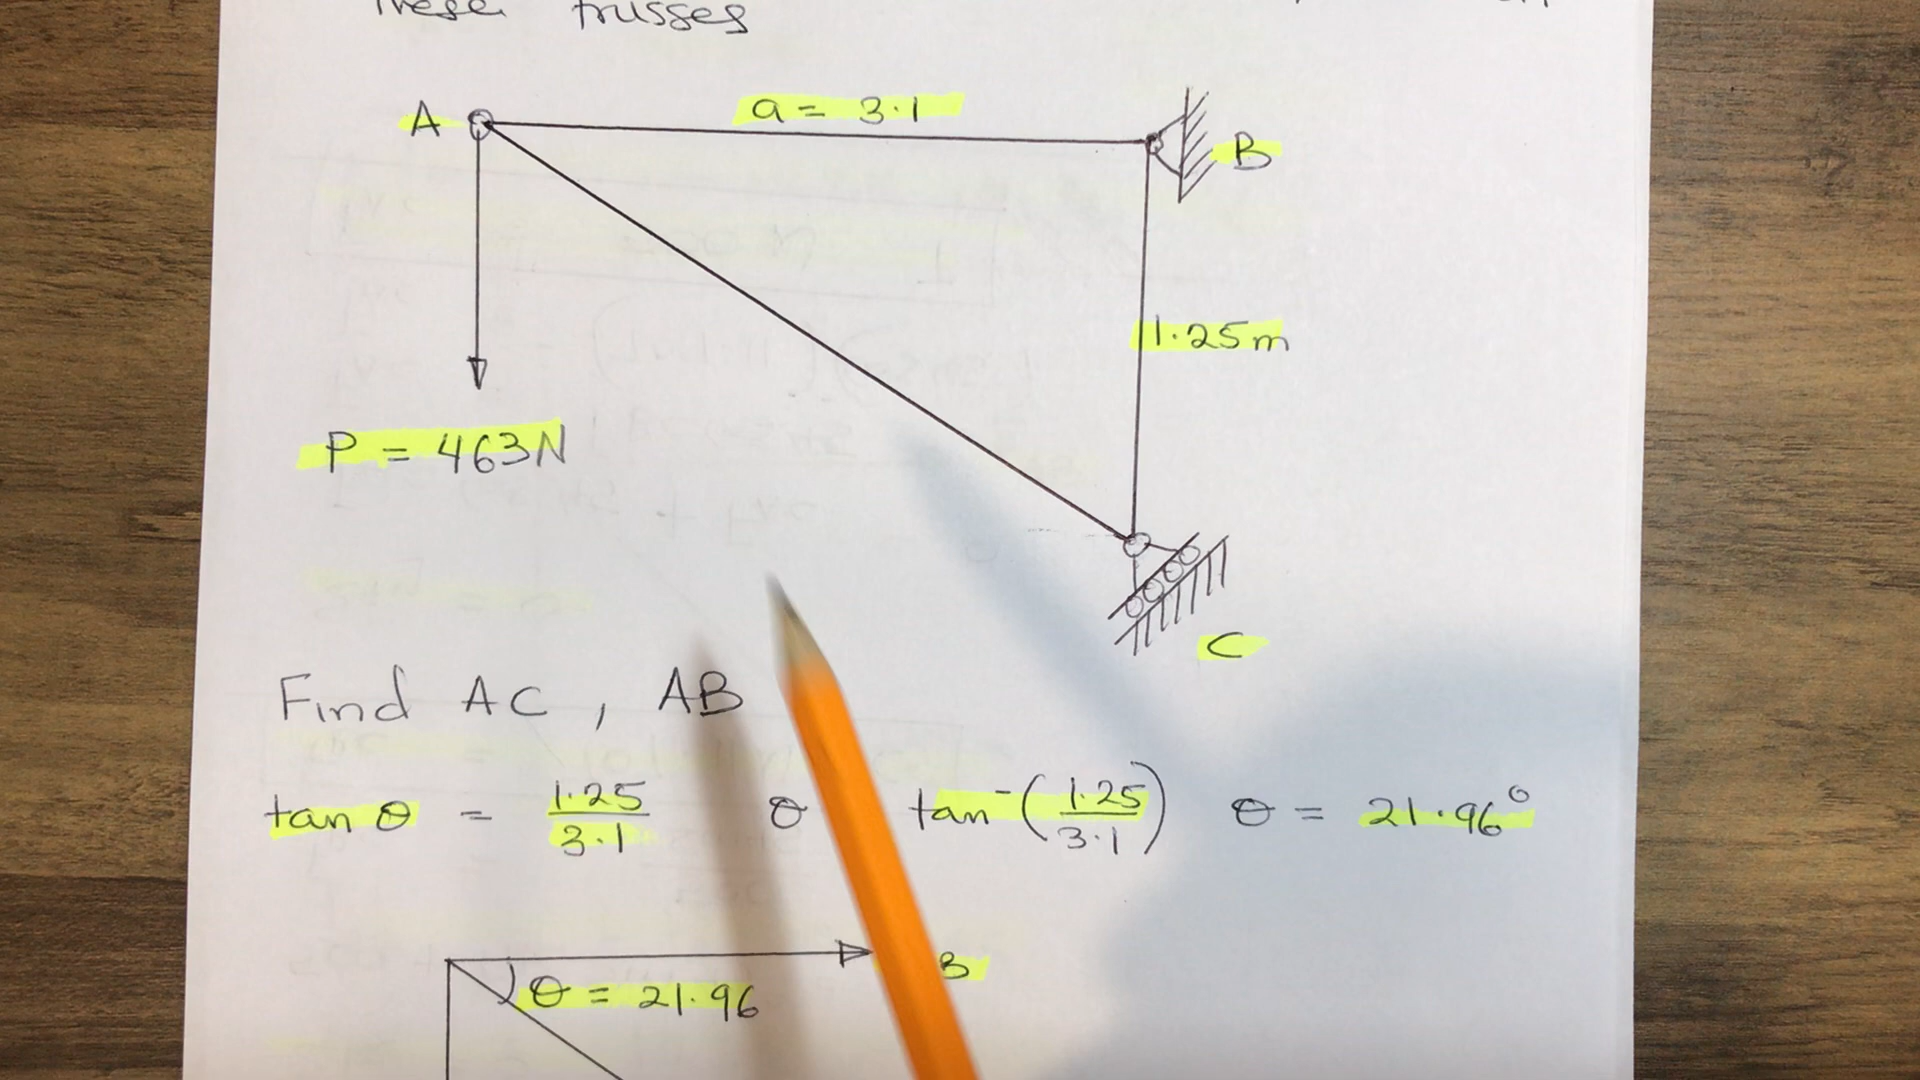 These trusses
A
a = 3.1
B
1.25m
P = 463N
C
Find AC, AB
tan θ = 1.25/3.1 θ tan⁻(1.25/3.1) θ = 21.96°
B
θ = 21.96